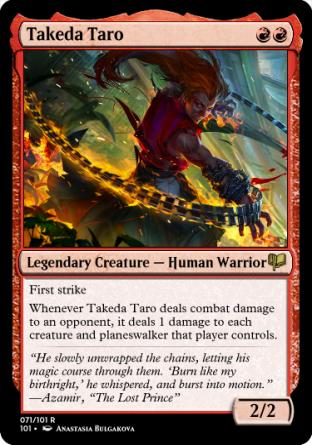 Takeda Taro
Legendary Creature — Human Warrior
First strike
Whenever Takeda Taro deals combat damage
to an opponent, it deals 1 damage to each
creature and planeswalker that player controls.
“He slowly unwrapped the chains, letting his
magic course through them. ‘Burn like my
birthright,’ he whispered, and burst into motion.”
—Azamir, “The Lost Prince”
2/2
071/101 R
101 • Anastasia Bulgakova